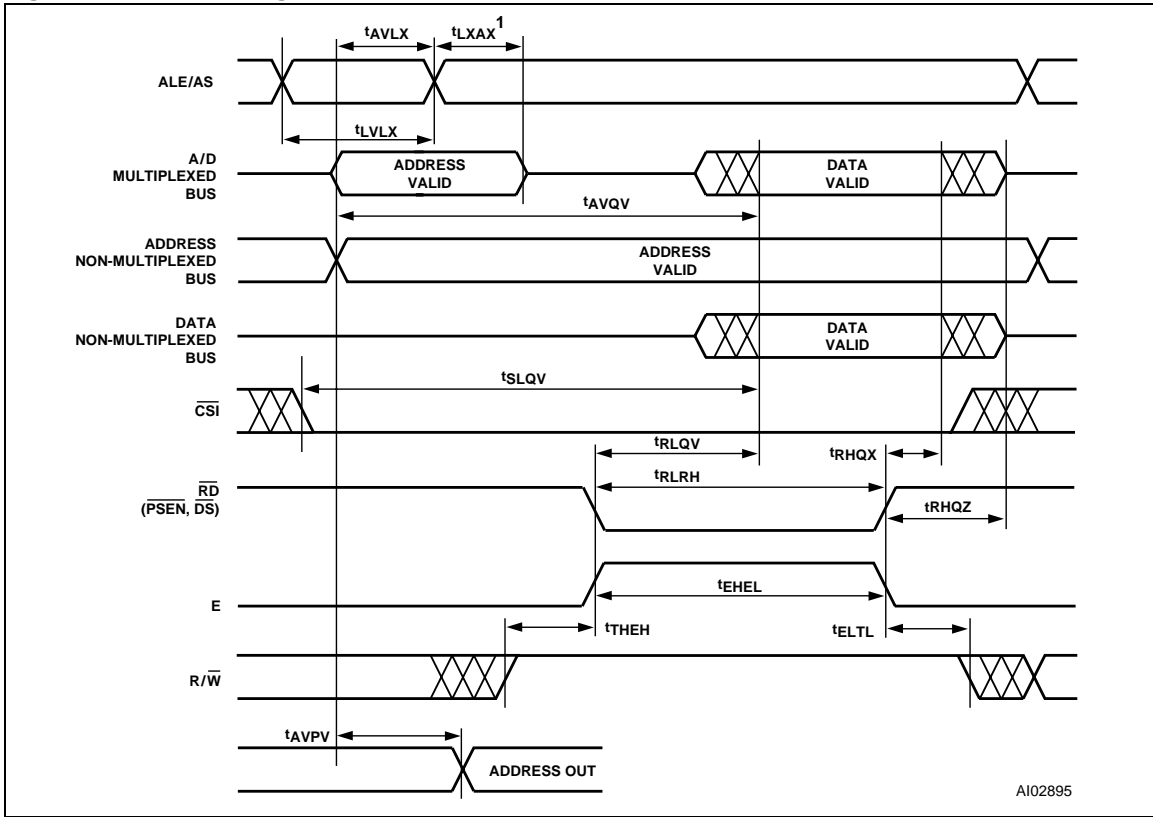 tAVLX tLXAX1
ALE/AS
tLVLX
A/D
MULTIPLEXED
BUS
ADDRESS
VALID
DATA
VALID
tAVQV
ADDRESS
NON-MULTIPLEXED
BUS
ADDRESS
VALID
DATA
NON-MULTIPLEXED
BUS
DATA
VALID
tSLQV
CSI
tRLQV
tRHQX
tRLRH
RD
(PSEN, DS)
tRHQZ
tEHEL
E
tTHEH
tELTL
R/W
tAVPV
ADDRESS OUT
AI02895